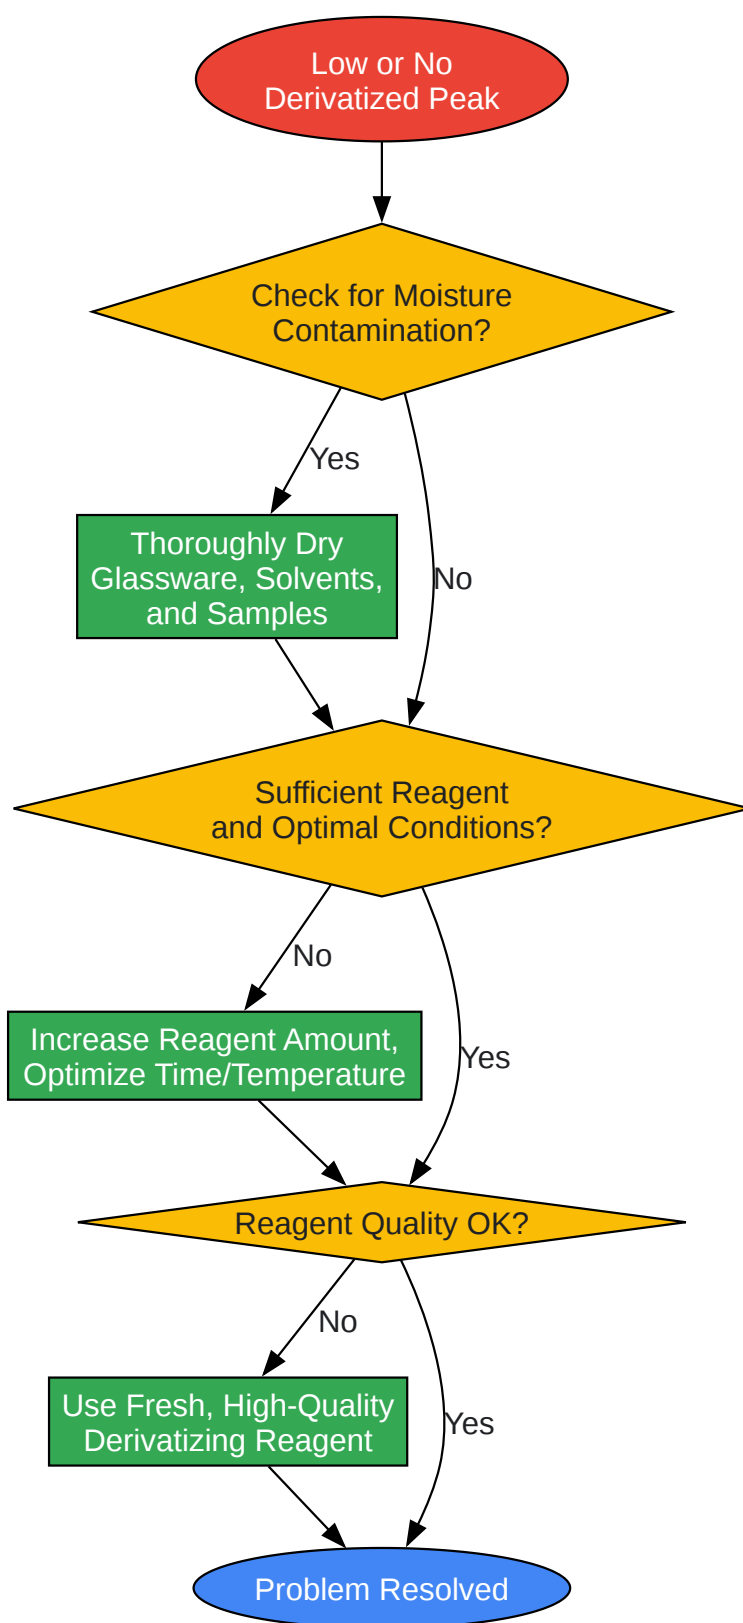 Low or No
Derivatized Peak
Check for Moisture
Contamination?
Yes
Thoroughly Dry
Glassware, Solvents,
and Samples
No
Sufficient Reagent
and Optimal Conditions?
No
Increase Reagent Amount,
Optimize Time/Temperature
Yes
Reagent Quality OK?
No
Use Fresh, High-Quality
Derivatizing Reagent
Yes
Problem Resolved